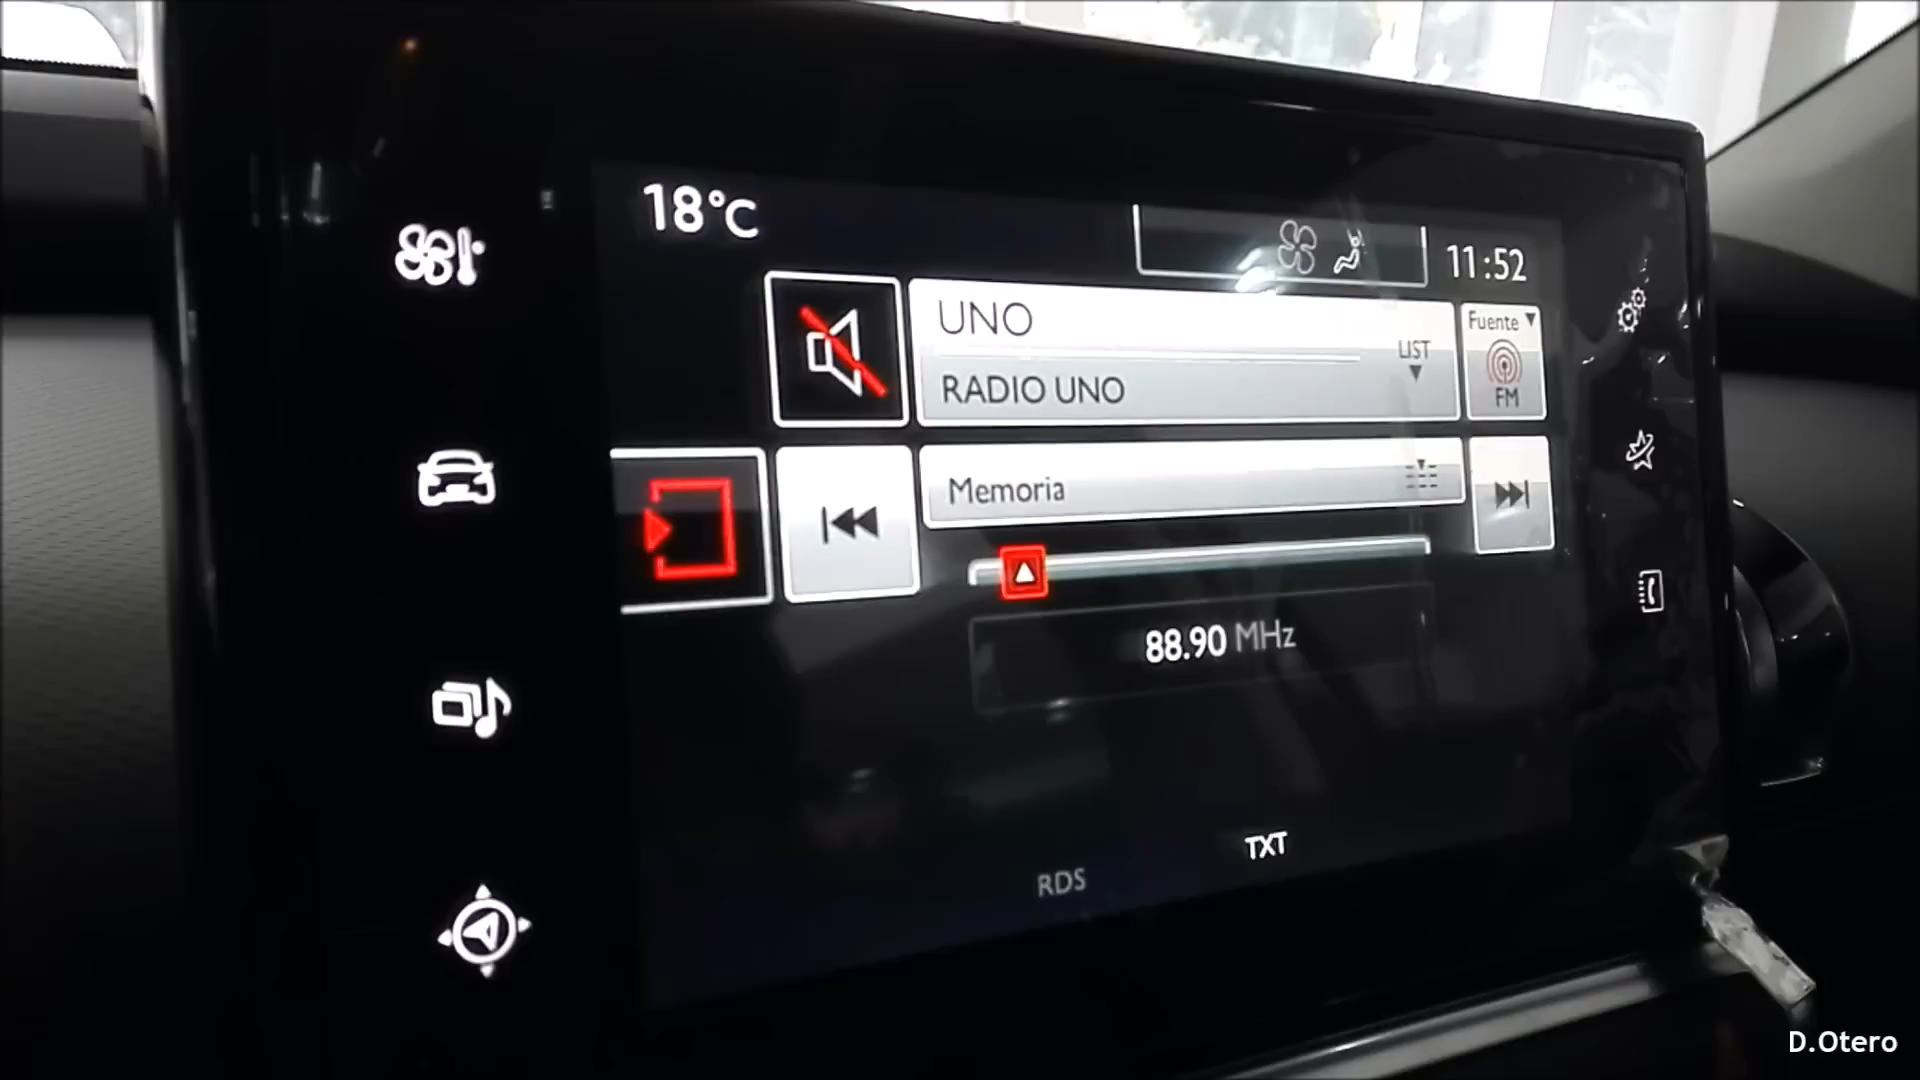 18°C
11:52
UNO
LIST
RADIO UNO
Fuente
FM
Memoria
88.90 MHz
TXT
RDS
D.Otero